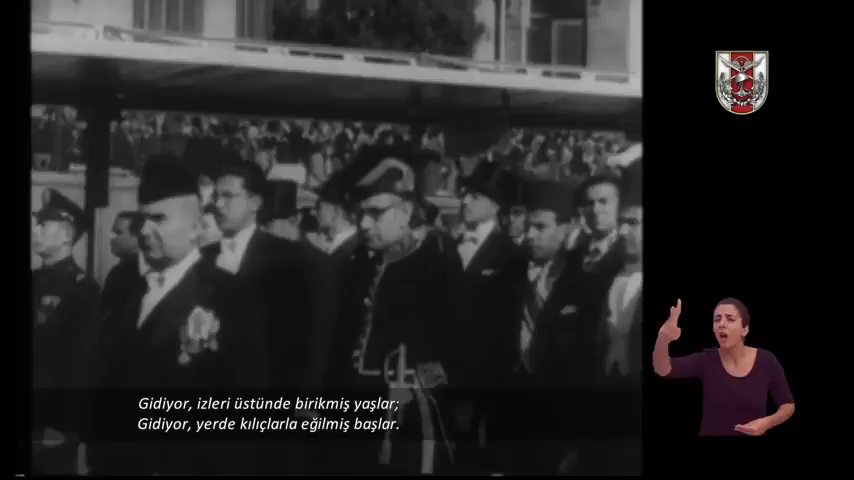 Gidiyor, izleri üstünde birikmiş yaşlar;
Gidiyor, yerde kılıçlarla eğilmiş başlar.